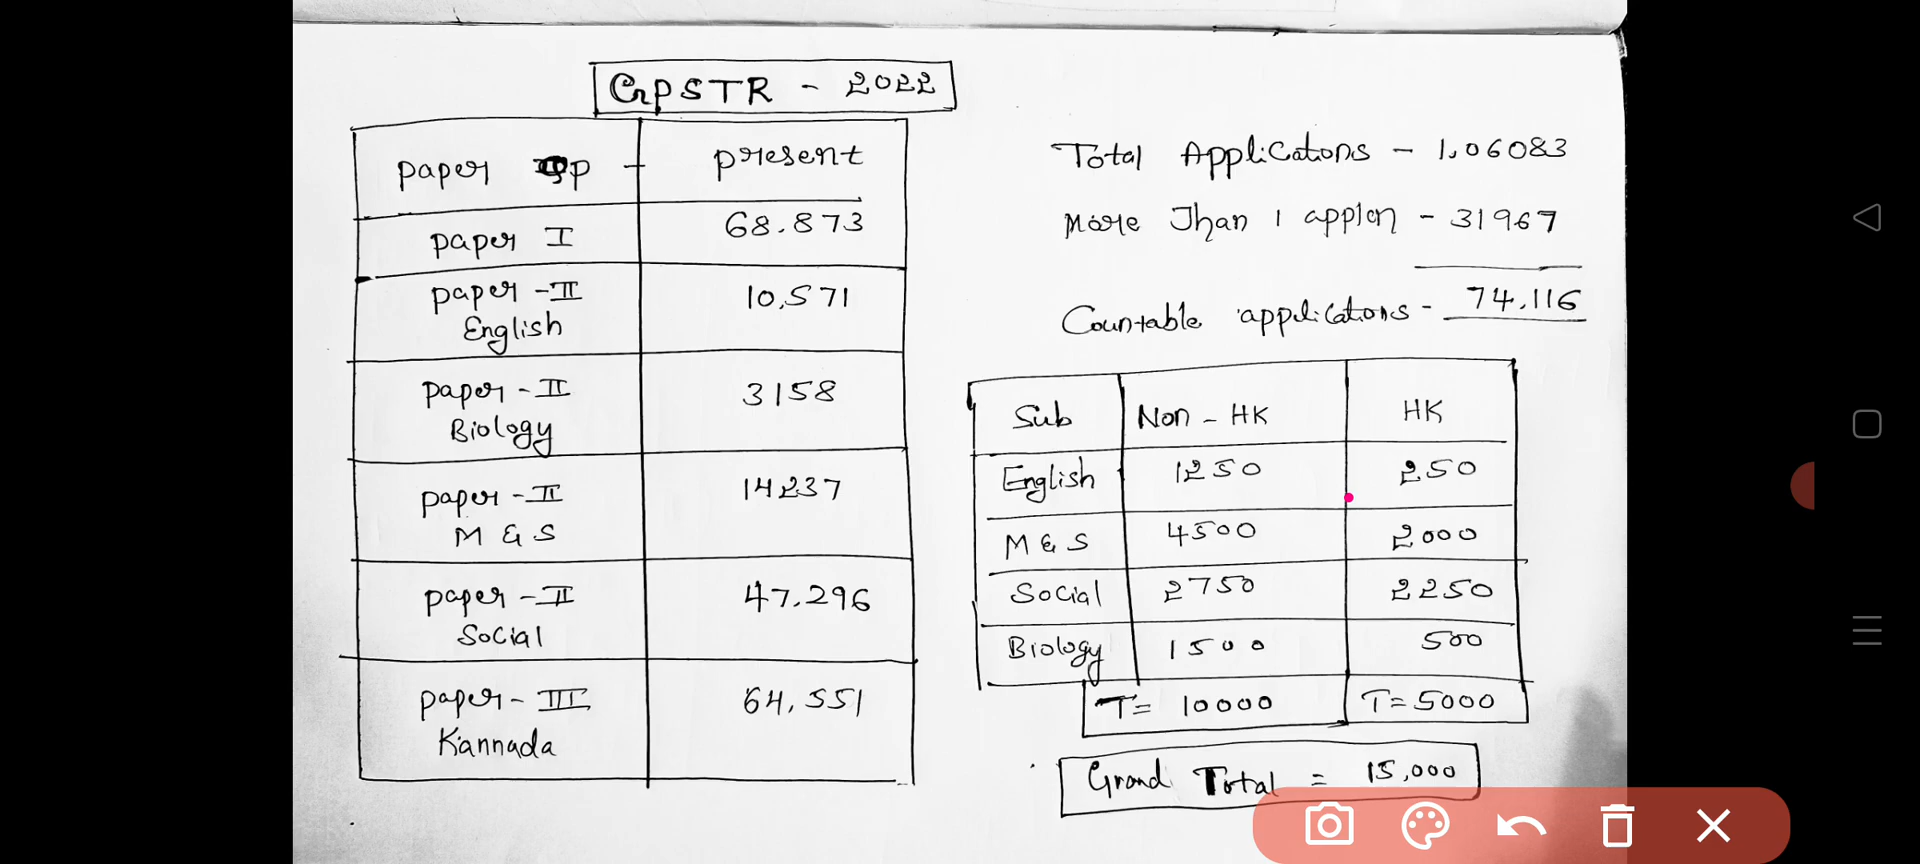 GPSTR - 2022
paper p present
paper I 68.873
paper - II 10,571
English
paper - II 3158
Biology
paper - II 14237
M & S
paper - II 47.296
Social
paper - III 64,551
Kannada
Total Applications - 1,06083
More Than 1 appln - 31967
Countable applications - 74,116
Sub Non - HK HK
English 1250 250
M & S 4500 2000
Social 2750 2250
Biology 1500 500
T= 10000 T= 5000
Grand Total = 15,000